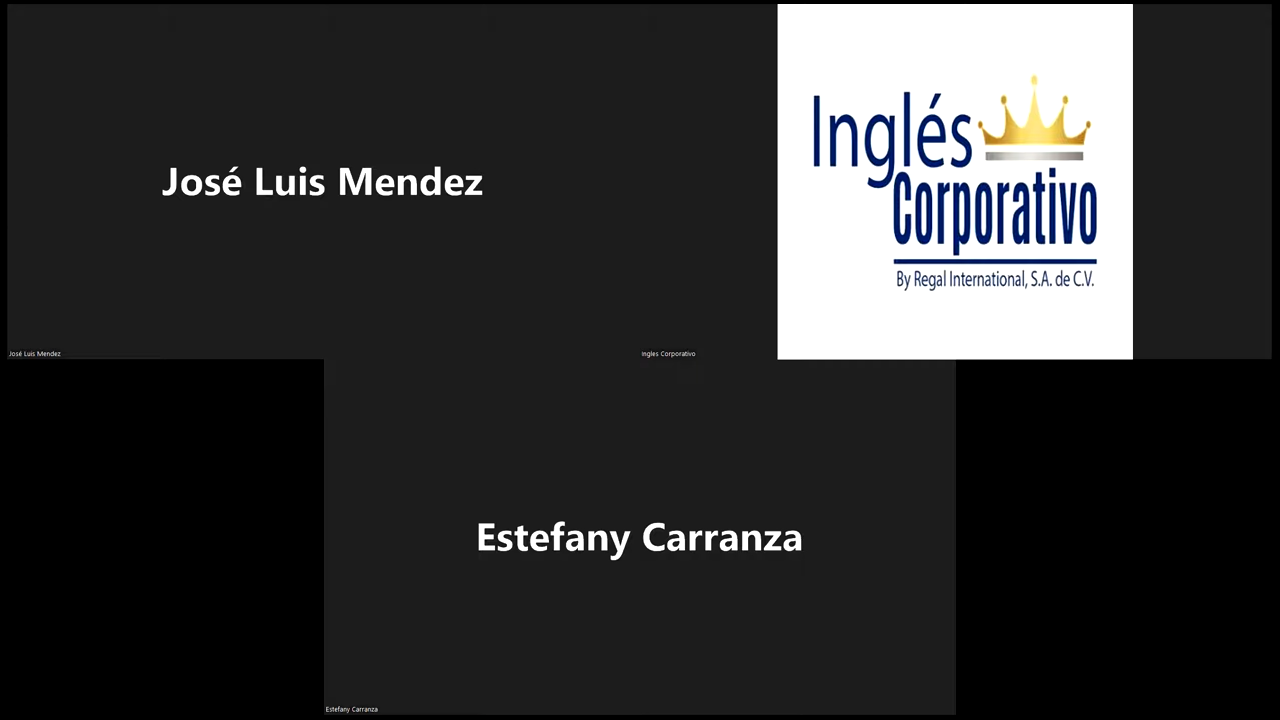 José Luis Mendez
Inglés
Corporativo
By Regal International, S.A. de C.V.
José Luis Mendez
Ingles Corporativo
Estefany Carranza
Estefany Carranza